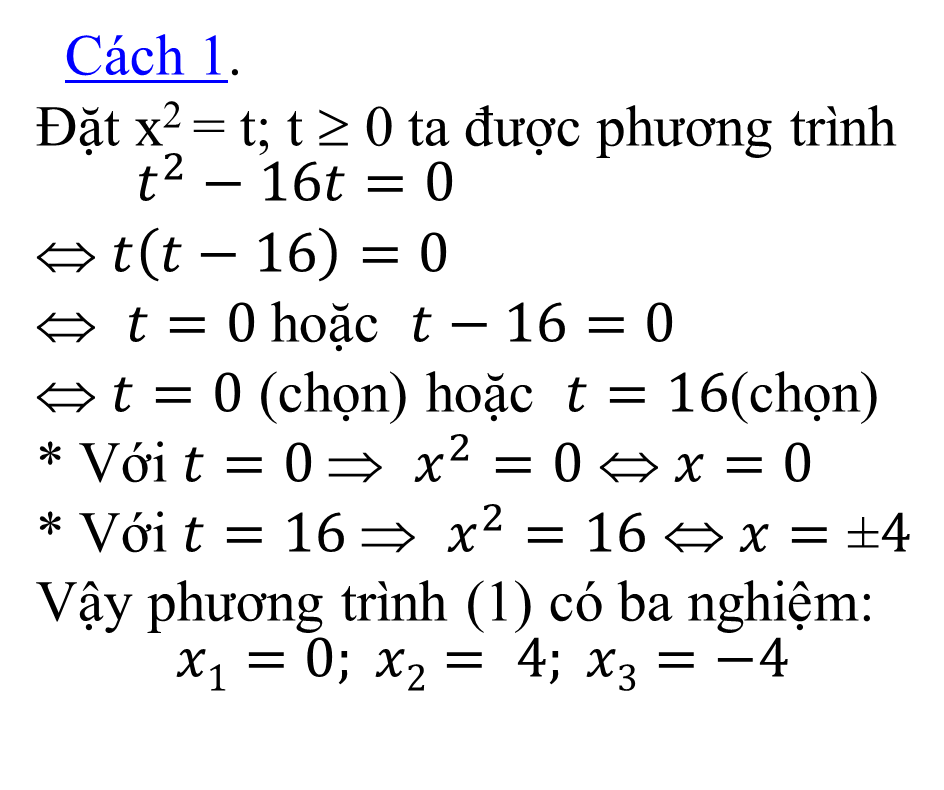 Cách 1.
Đặt x² = t; t ≥ 0 ta được phương trình
t² − 16t = 0
⇔ t(t − 16) = 0
⇔ t = 0 hoặc t − 16 = 0
⇔ t = 0 (chọn) hoặc t = 16(chọn)
* Với t = 0 ⇒ x² = 0 ⇔ x = 0
* Với t = 16 ⇒ x² = 16 ⇔ x = ±4
Vậy phương trình (1) có ba nghiệm:
x₁ = 0; x₂ = 4; x₃ = −4